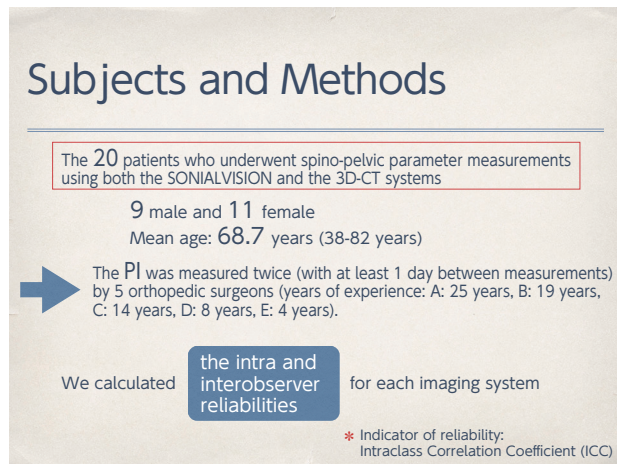 Subjects and Methods
The 20 patients who underwent spino-pelvic parameter measurements
using both the SONIALVISION and the 3D-CT systems
9 male and 11 female
Mean age: 68.7 years (38-82 years)
The PI was measured twice (with at least 1 day between measurements)
by 5 orthopedic surgeons (years of experience: A: 25 years, B: 19 years,
C: 14 years, D: 8 years, E: 4 years).
We calculated
the intra and
interobserver
reliabilities
for each imaging system
* Indicator of reliability:
Intraclass Correlation Coefficient (ICC)